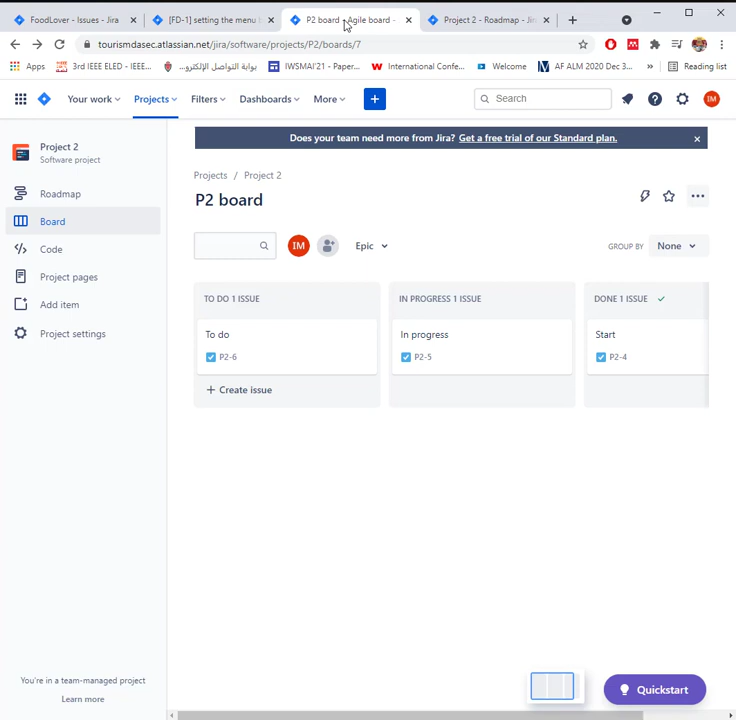 FoodLover - Issues - Jira
[FD-1] setting the menu
P2 board - Agile board -
Project 2 - Roadmap - Jira
tourismdasec.atlassian.net/jira/software/projects/P2/boards/7
Apps
3rd IEEE ELED - IEEE...
بوابة التواصل الإلكترو...
IWSMAI'21 - Paper...
International Confe...
Welcome
AF ALM 2020 Dec 3...
»
Reading list
Your work
Projects
Filters
Dashboards
More
+
Search
IM
Does your team need more from Jira? Get a free trial of our Standard plan.
Project 2
Software project
Projects / Project 2
P2 board
Roadmap
Board
Code
Project pages
Add item
Project settings
IM
Epic
GROUP BY
None
TO DO 1 ISSUE
IN PROGRESS 1 ISSUE
DONE 1 ISSUE
To do
In progress
Start
P2-6
P2-5
P2-4
+ Create issue
You're in a team-managed project
Learn more
Quickstart